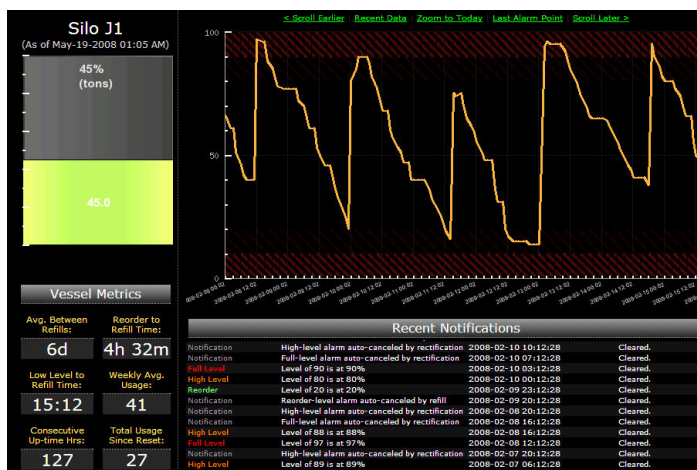 Silo J1
(As of May-19-2008 01:05 AM)
45%
(tons)
45.0
< Scroll Earlier | Recent Data | Zoom to Today | Last Alarm Point | Scroll Later >
100
50
0
Vessel Metrics
Avg. Between Refills:
Reorder to Refill Time:
6d
4h 32m
Low Level to Refill Time:
Weekly Avg. Usage:
15:12
41
Consecutive Up-time Hrs:
Total Usage Since Reset:
127
27
Recent Notifications
Notification High-level alarm auto-canceled by rectification 2008-02-10 10:12:28 Cleared.
Notification Full-level alarm auto-canceled by rectification 2008-02-10 07:12:28 Cleared.
Full Level Level of 90 is at 90% 2008-02-10 03:12:28 Cleared.
High Level Level of 80 is at 80% 2008-02-10 00:12:28 Cleared.
Reorder Level of 20 is at 20% 2008-02-09 23:12:28 Cleared.
Notification Reorder-level alarm auto-canceled by refill 2008-02-09 20:12:28 Cleared.
Notification High-level alarm auto-canceled by rectification 2008-02-08 20:12:28 Cleared.
Notification Full-level alarm auto-canceled by rectification 2008-02-08 16:12:28 Cleared.
High Level Level of 88 is at 88% 2008-02-08 16:12:28 Cleared.
Full Level Level of 97 is at 97% 2008-02-08 12:12:28 Cleared.
Notification High-level alarm auto-canceled by rectification 2008-02-07 20:12:28 Cleared.
High Level Level of 89 is at 89% 2008-02-07 06:12:28 Cleared.